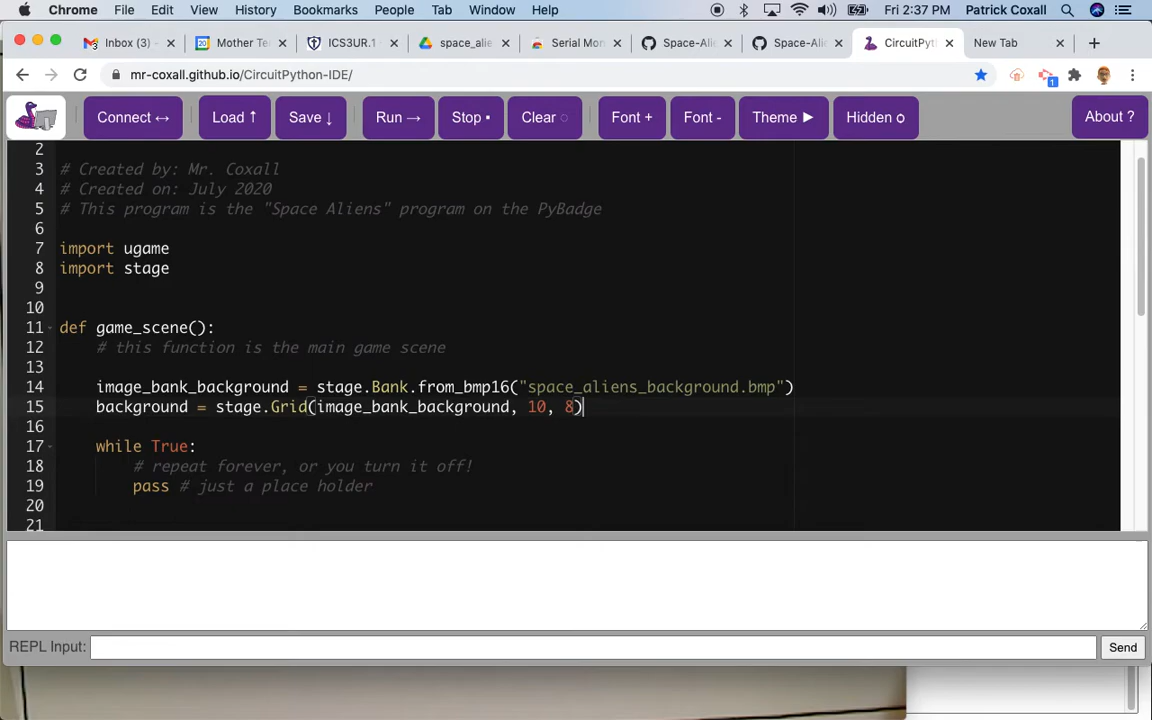 Chrome File Edit View History Bookmarks People Tab Window Help Fri 2:37 PM Patrick Coxall
Inbox (3) Mother Te ICS3UR.1 space_alie Serial Mon Space-Ali Space-Alie CircuitPyt New Tab
mr-coxall.github.io/CircuitPython-IDE/ 1
Connect ↔ Load ↑ Save ↓ Run → Stop ▪ Clear ○ Font + Font - Theme ▶ Hidden o About ?
2
3 # Created by: Mr. Coxall
4 # Created on: July 2020
5 # This program is the "Space Aliens" program on the PyBadge
6
7 import ugame
8 import stage
9
10
11 def game_scene():
12 # this function is the main game scene
13
14 image_bank_background = stage.Bank.from_bmp16("space_aliens_background.bmp")
15 background = stage.Grid(image_bank_background, 10, 8)
16
17 while True:
18 # repeat forever, or you turn it off!
19 pass # just a place holder
20
21
REPL Input: Send